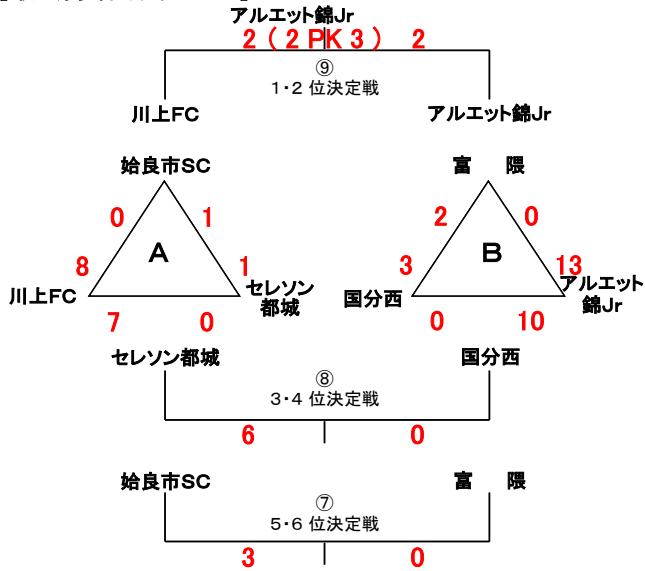 アルエット錦Jr
2 ( 2 PK 3 ) 2
⑨
1・2 位決定戦
川上FC アルエット錦Jr
姶良市SC 富 隈
0 1 2 0
A B
8 1 3 13
川上FC セレソン都城 国分西 アルエット錦Jr
7 0 0 10
セレソン都城 国分西
⑧
3・4 位決定戦
6 0
姶良市SC 富 隈
⑦
5・6 位決定戦
3 0